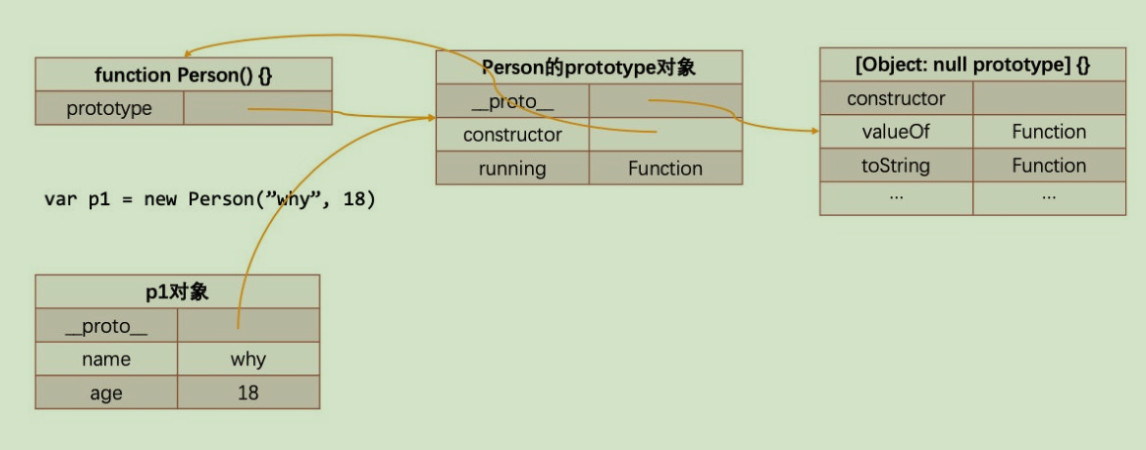 function Person() {}
prototype
Person的prototype对象
__proto__
constructor
running Function
[Object: null prototype] {}
constructor
valueOf Function
toString Function
... ...
var p1 = new Person(”why”, 18)
p1对象
__proto__
name why
age 18